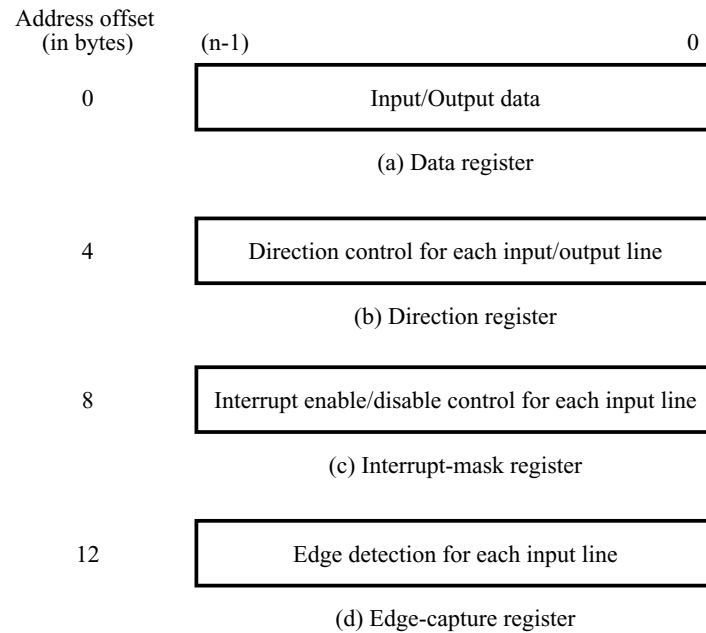 Address offset
(in bytes)
(n-1) 0
0 Input/Output data
(a) Data register
4 Direction control for each input/output line
(b) Direction register
8 Interrupt enable/disable control for each input line
(c) Interrupt-mask register
12 Edge detection for each input line
(d) Edge-capture register